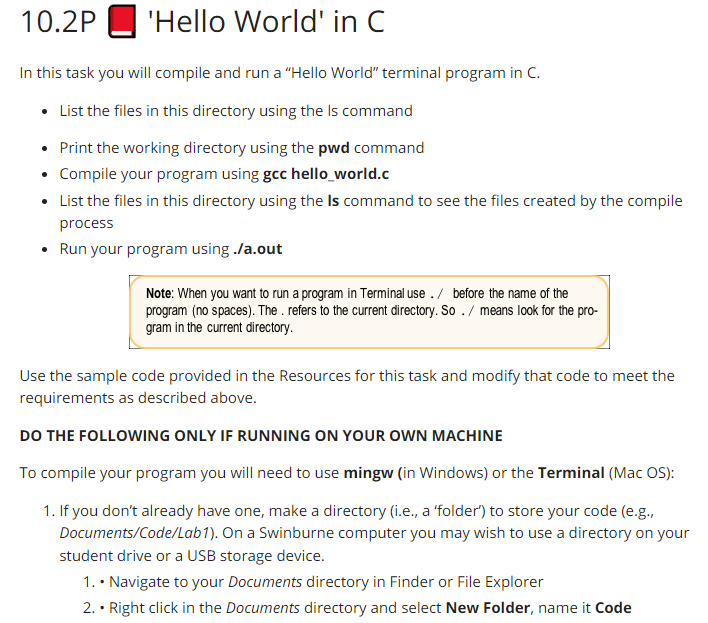 10.2P 'Hello World' in C
In this task you will compile and run a “Hello World” terminal program in C.
• List the files in this directory using the ls command
• Print the working directory using the pwd command
• Compile your program using gcc hello_world.c
• List the files in this directory using the ls command to see the files created by the compile
process
• Run your program using ./a.out
Note: When you want to run a program in Terminal use ./ before the name of the
program (no spaces). The . refers to the current directory. So ./ means look for the pro-
gram in the current directory.
Use the sample code provided in the Resources for this task and modify that code to meet the
requirements as described above.
DO THE FOLLOWING ONLY IF RUNNING ON YOUR OWN MACHINE
To compile your program you will need to use mingw (in Windows) or the Terminal (Mac OS):
1. If you don’t already have one, make a directory (i.e., a ‘folder’) to store your code (e.g.,
Documents/Code/Lab1). On a Swinburne computer you may wish to use a directory on your
student drive or a USB storage device.
1. • Navigate to your Documents directory in Finder or File Explorer
2. • Right click in the Documents directory and select New Folder, name it Code